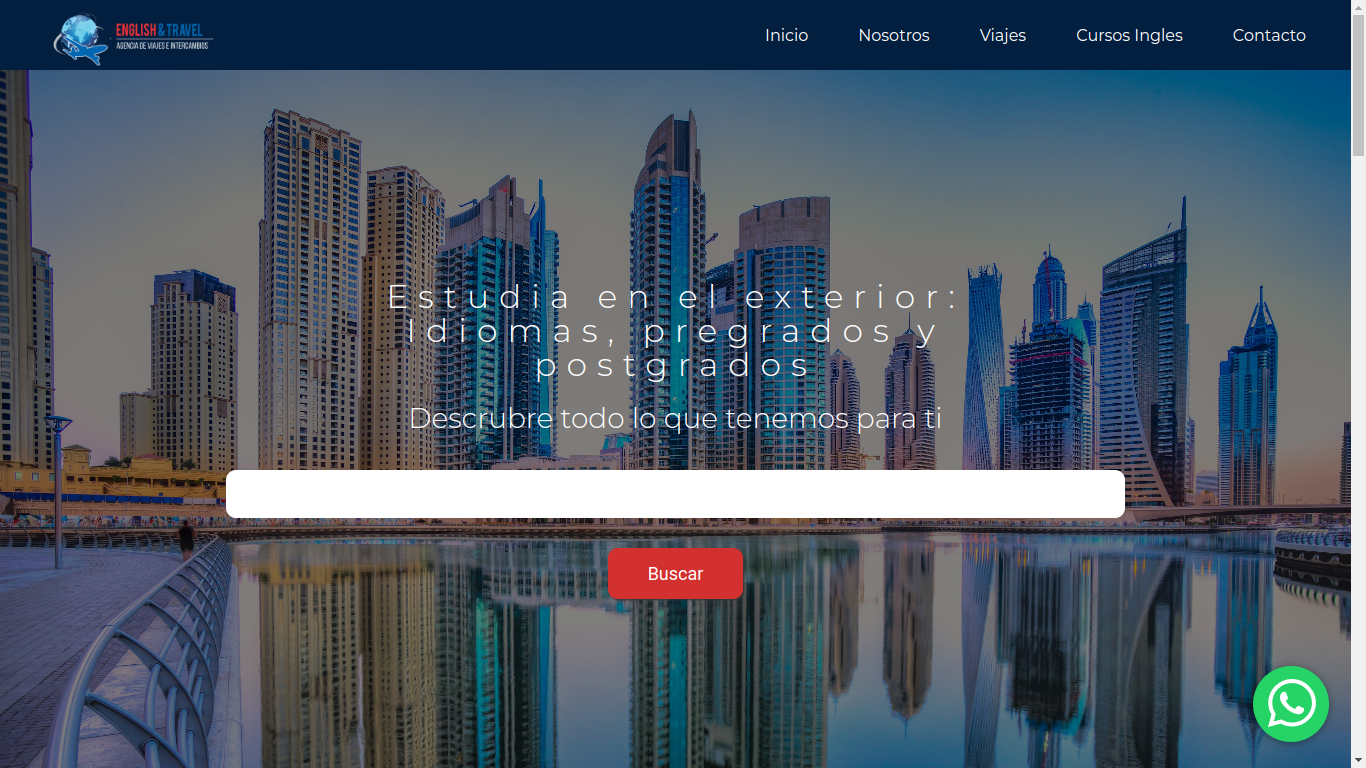 ENGLISH & TRAVEL
AGENCIA DE VIAJES E INTERCAMBIOS
Inicio
Nosotros
Viajes
Cursos Ingles
Contacto
Estudia en el exterior:
Idiomas, pregrados y
postgrados
Descrubre todo lo que tenemos para ti
Buscar